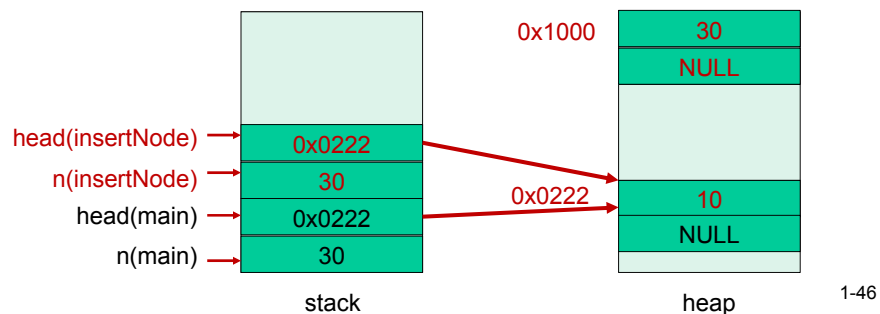 0x1000
30
NULL
head(insertNode)
0x0222
n(insertNode)
30
head(main)
0x0222
n(main)
30
0x0222
10
NULL
stack
heap
1-46